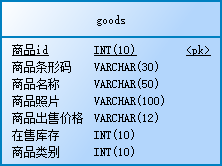 goods
商品id INT(10) <pk>
商品条形码 VARCHAR(30)
商品名称 VARCHAR(50)
商品照片 VARCHAR(100)
商品出售价格 VARCHAR(12)
在售库存 INT(10)
商品类别 INT(10)